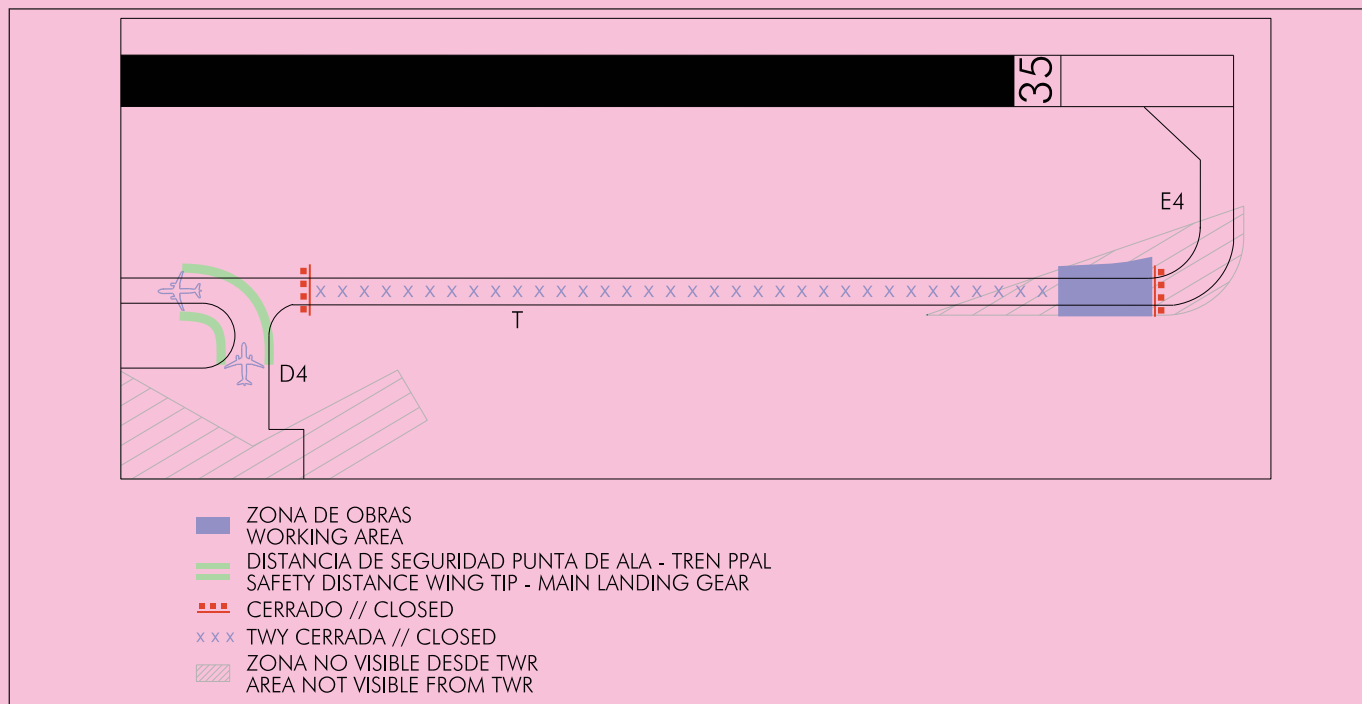 35
E4
x x x x x x x x x x x x x x x x x x x x x x x x x x x x x x x x x x
T
D4
ZONA DE OBRAS
WORKING AREA
DISTANCIA DE SEGURIDAD PUNTA DE ALA - TREN PPAL
SAFETY DISTANCE WING TIP - MAIN LANDING GEAR
CERRADO // CLOSED
x x x TWY CERRADA // CLOSED
ZONA NO VISIBLE DESDE TWR
AREA NOT VISIBLE FROM TWR